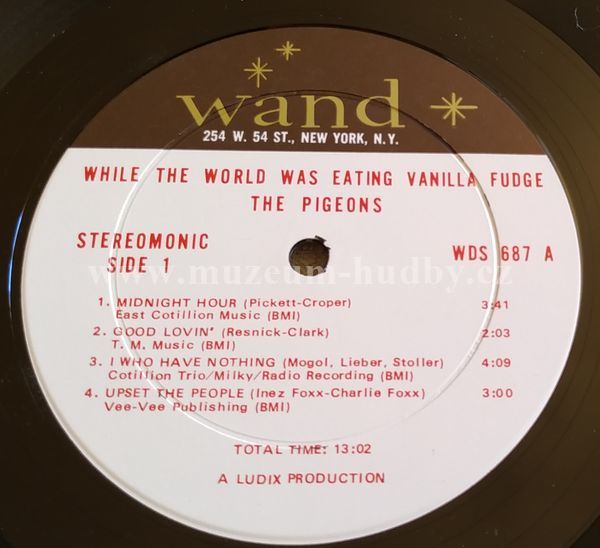 wand
254 W. 54 ST., NEW YORK, N.Y.
WHILE THE WORLD WAS EATING VANILLA FUDGE
THE PIGEONS
STEREOMONIC
SIDE 1
WDS 687 A
www.muzeum-hudby.cz
1. MIDNIGHT HOUR (Pickett-Croper) 3:41
East Cotillion Music (BMI)
2. GOOD LOVIN' (Resnick-Clark) 2:03
T. M. Music (BMI)
3. I WHO HAVE NOTHING (Mogol, Lieber, Stoller) 4:09
Cotillion Trio/Milky/Radio Recording (BMI)
4. UPSET THE PEOPLE (Inez Foxx-Charlie Foxx) 3:00
Vee-Vee Publishing (BMI)
TOTAL TIME: 13:02
A LUDIX PRODUCTION